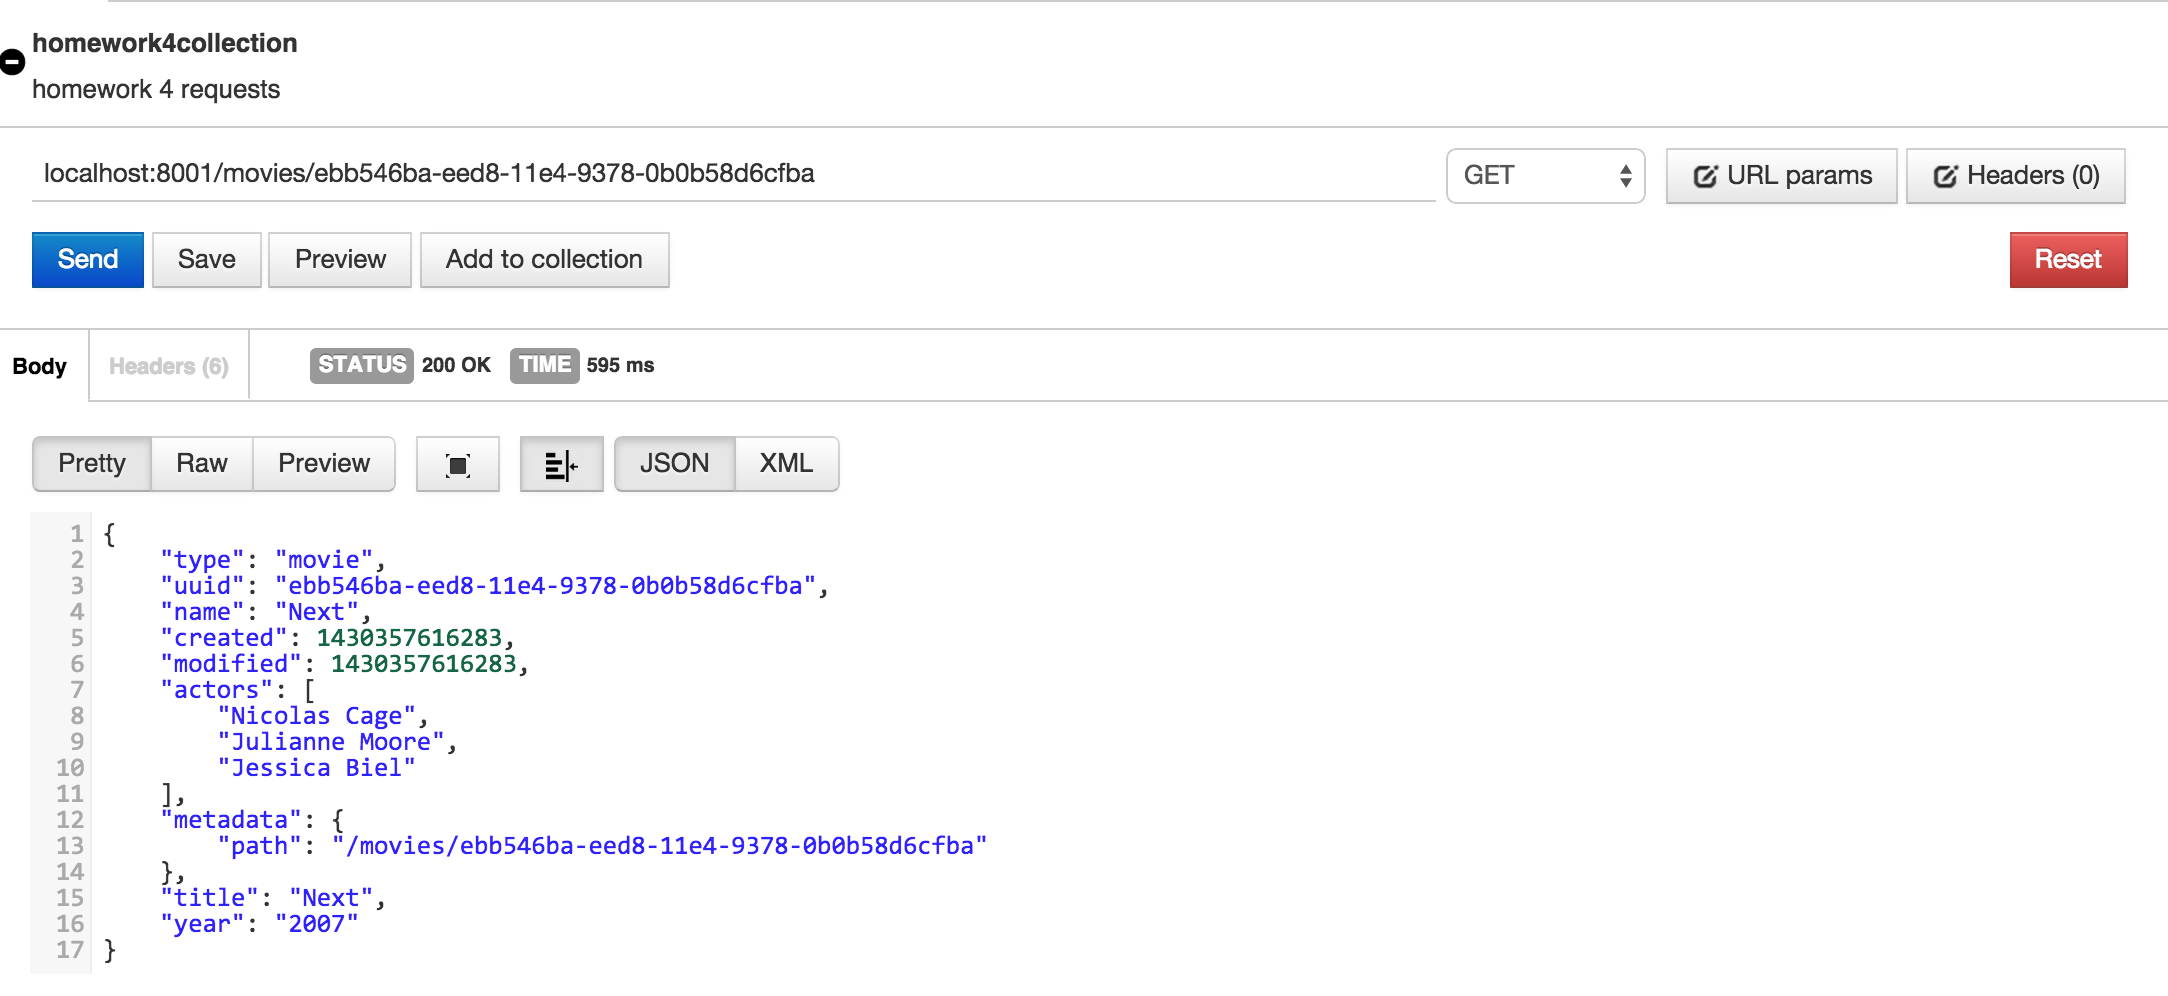 homework4collection
homework 4 requests
localhost:8001/movies/ebb546ba-eed8-11e4-9378-0b0b58d6cfba GET URL params Headers (0)
Send Save Preview Add to collection Reset
Body Headers (6) STATUS 200 OK TIME 595 ms
Pretty Raw Preview JSON XML
1 {
2 "type": "movie",
3 "uuid": "ebb546ba-eed8-11e4-9378-0b0b58d6cfba",
4 "name": "Next",
5 "created": 1430357616283,
6 "modified": 1430357616283,
7 "actors": [
8 "Nicolas Cage",
9 "Julianne Moore",
10 "Jessica Biel"
11 ],
12 "metadata": {
13 "path": "/movies/ebb546ba-eed8-11e4-9378-0b0b58d6cfba"
14 },
15 "title": "Next",
16 "year": "2007"
17 }